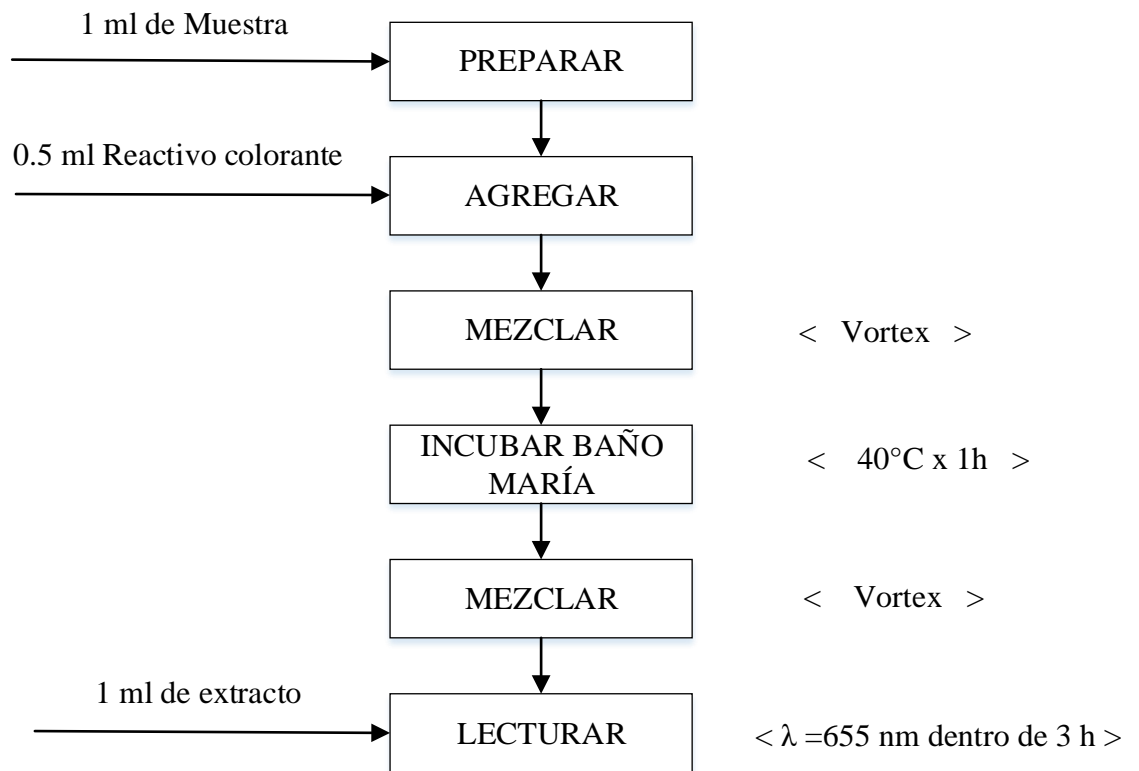 1 ml de Muestra
PREPARAR
0.5 ml Reactivo colorante
AGREGAR
MEZCLAR
< Vortex >
INCUBAR BAÑO
MARÍA
< 40°C x 1h >
MEZCLAR
< Vortex >
1 ml de extracto
LECTURAR
< λ =655 nm dentro de 3 h >